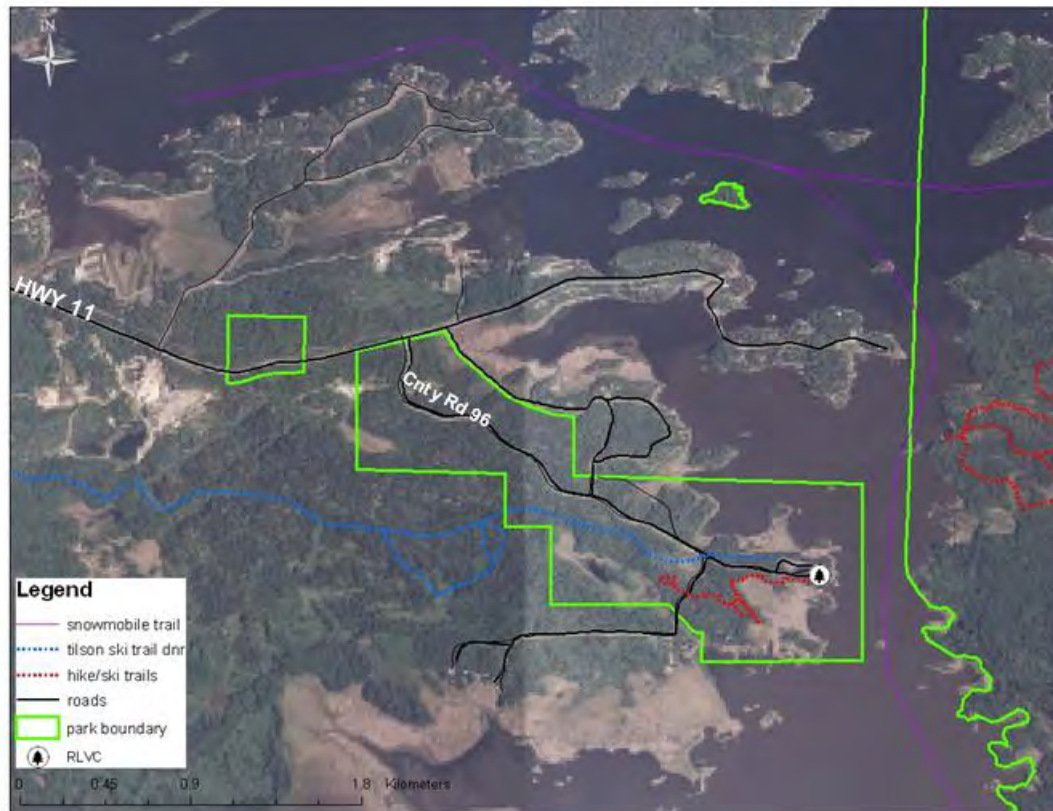 N
HWY 11
Cnty Rd 96
Legend
snowmobile trail
tilson ski trail dnr
hike/ski trails
roads
park boundary
RLVC
0 0.45 0.9 1.8 Kilometers